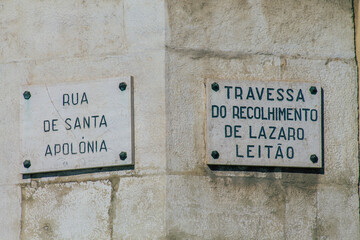 RUA
DE SANTA
APOLÓNIA
TRAVESSA
DO RECOLHIMENTO
DE LAZARO
LEITÃO